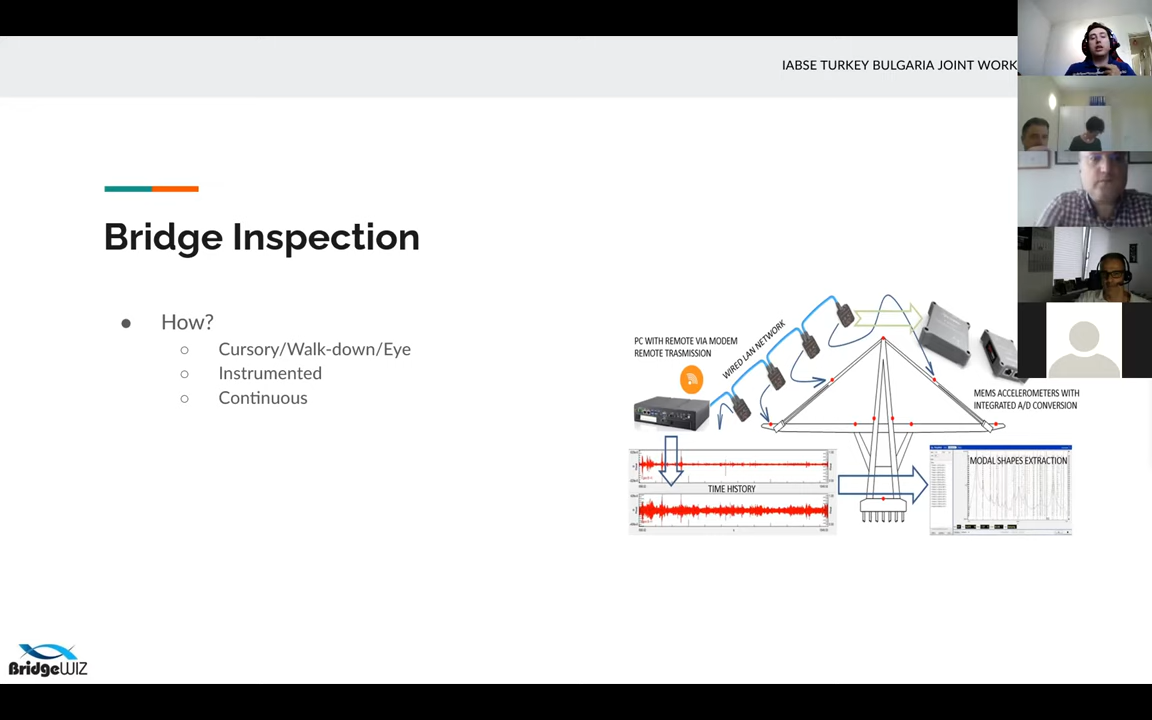 IABSE TURKEY BULGARIA JOINT WORK
Bridge Inspection
● How?
○ Cursory/Walk-down/Eye
○ Instrumented
○ Continuous
PC WITH REMOTE VIA MODEM
REMOTE TRASMISSION
WIRED LAN NETWORK
MEMS ACCELEROMETERS WITH
INTEGRATED A/D CONVERSION
TIME HISTORY
MODAL SHAPES EXTRACTION
BridgeWIZ